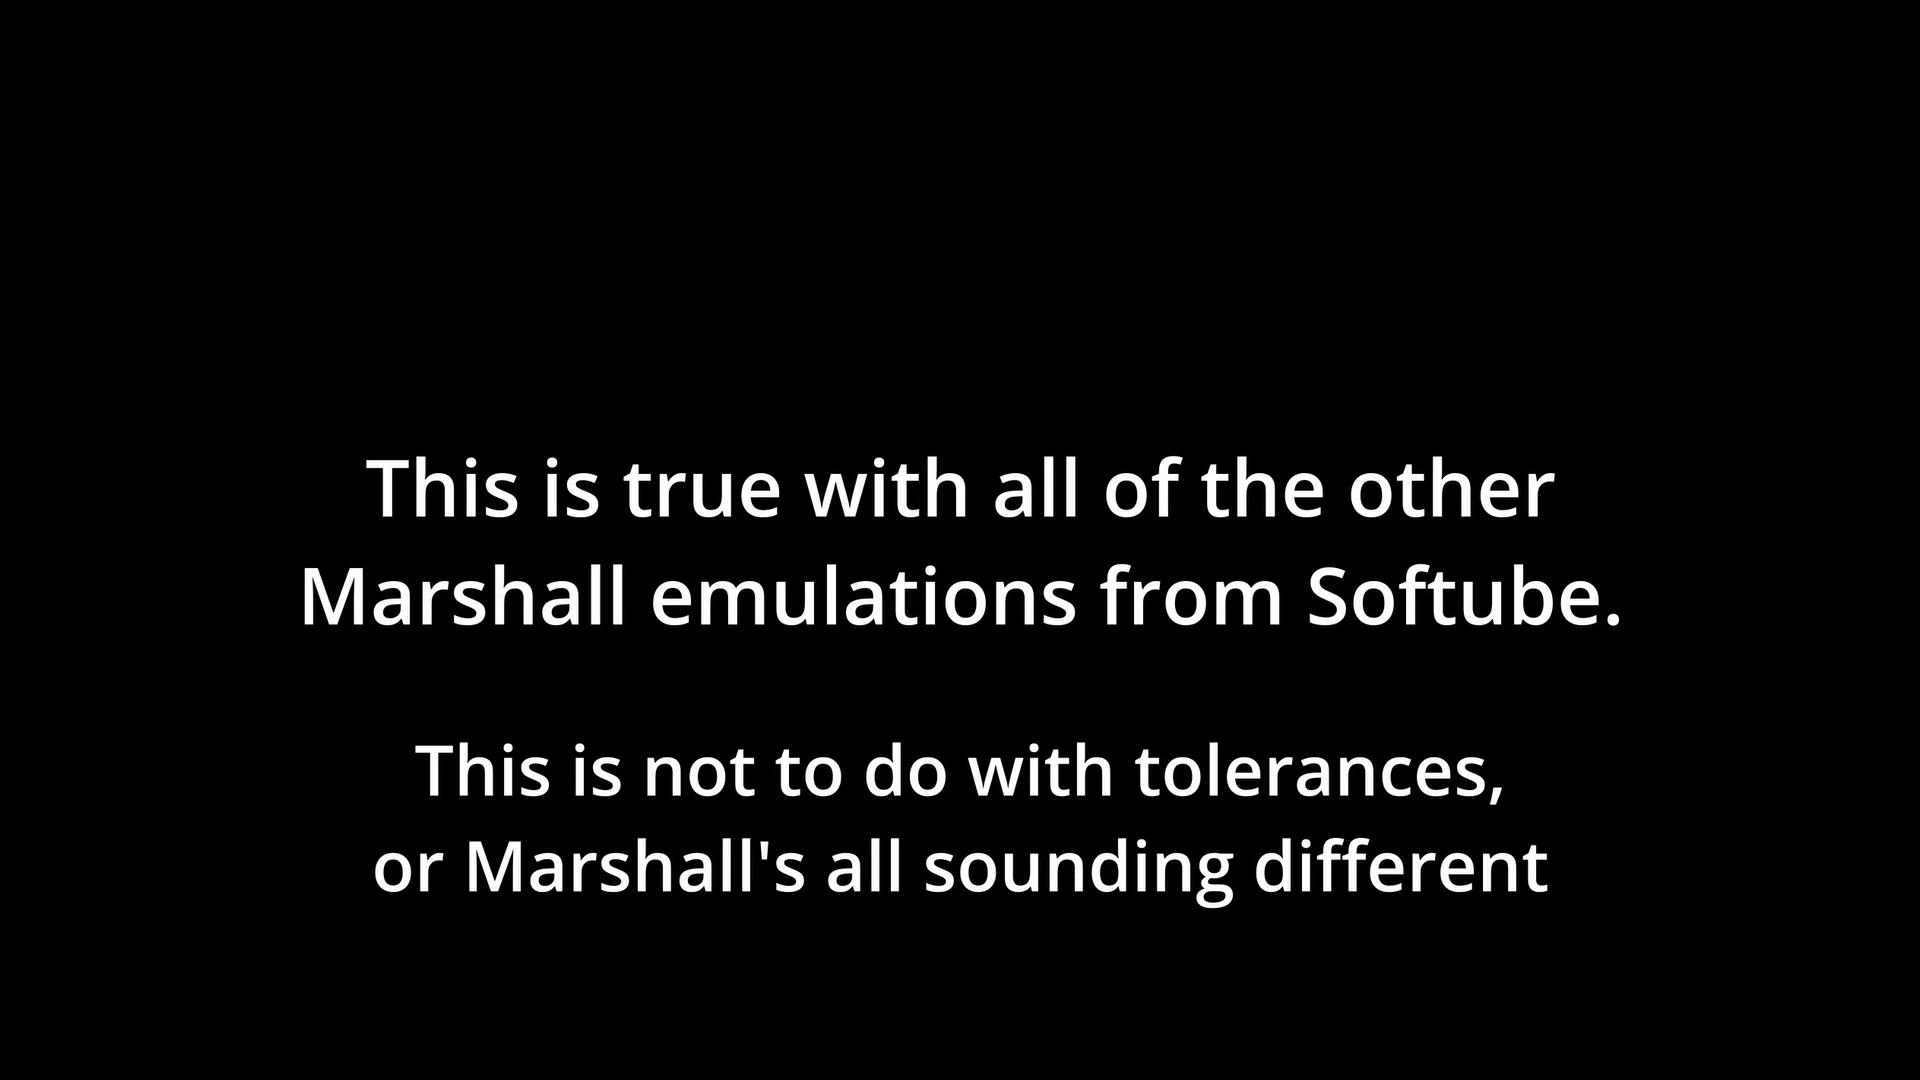 This is true with all of the other
Marshall emulations from Softube.
This is not to do with tolerances,
or Marshall's all sounding different